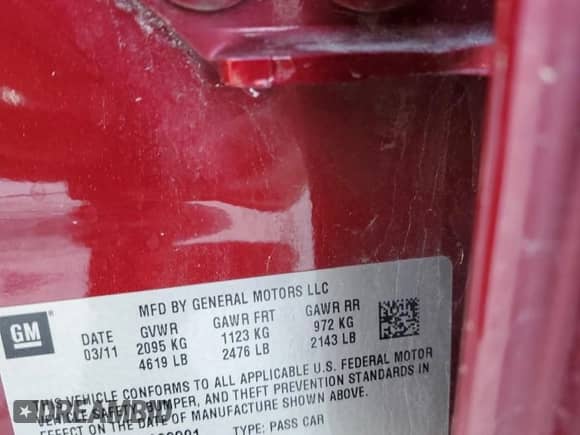 MFD BY GENERAL MOTORS LLC
GM
DATE GVWR GAWR FRT GAWR RR
03/11 2095 KG 1123 KG 972 KG
4619 LB 2476 LB 2143 LB
THIS VEHICLE CONFORMS TO ALL APPLICABLE U.S. FEDERAL MOTOR
VEHICLE SAFETY, BUMPER, AND THEFT PREVENTION STANDARDS IN
EFFECT ON THE DATE OF MANUFACTURE SHOWN ABOVE.
TYPE: PASS CAR
DREAMBID